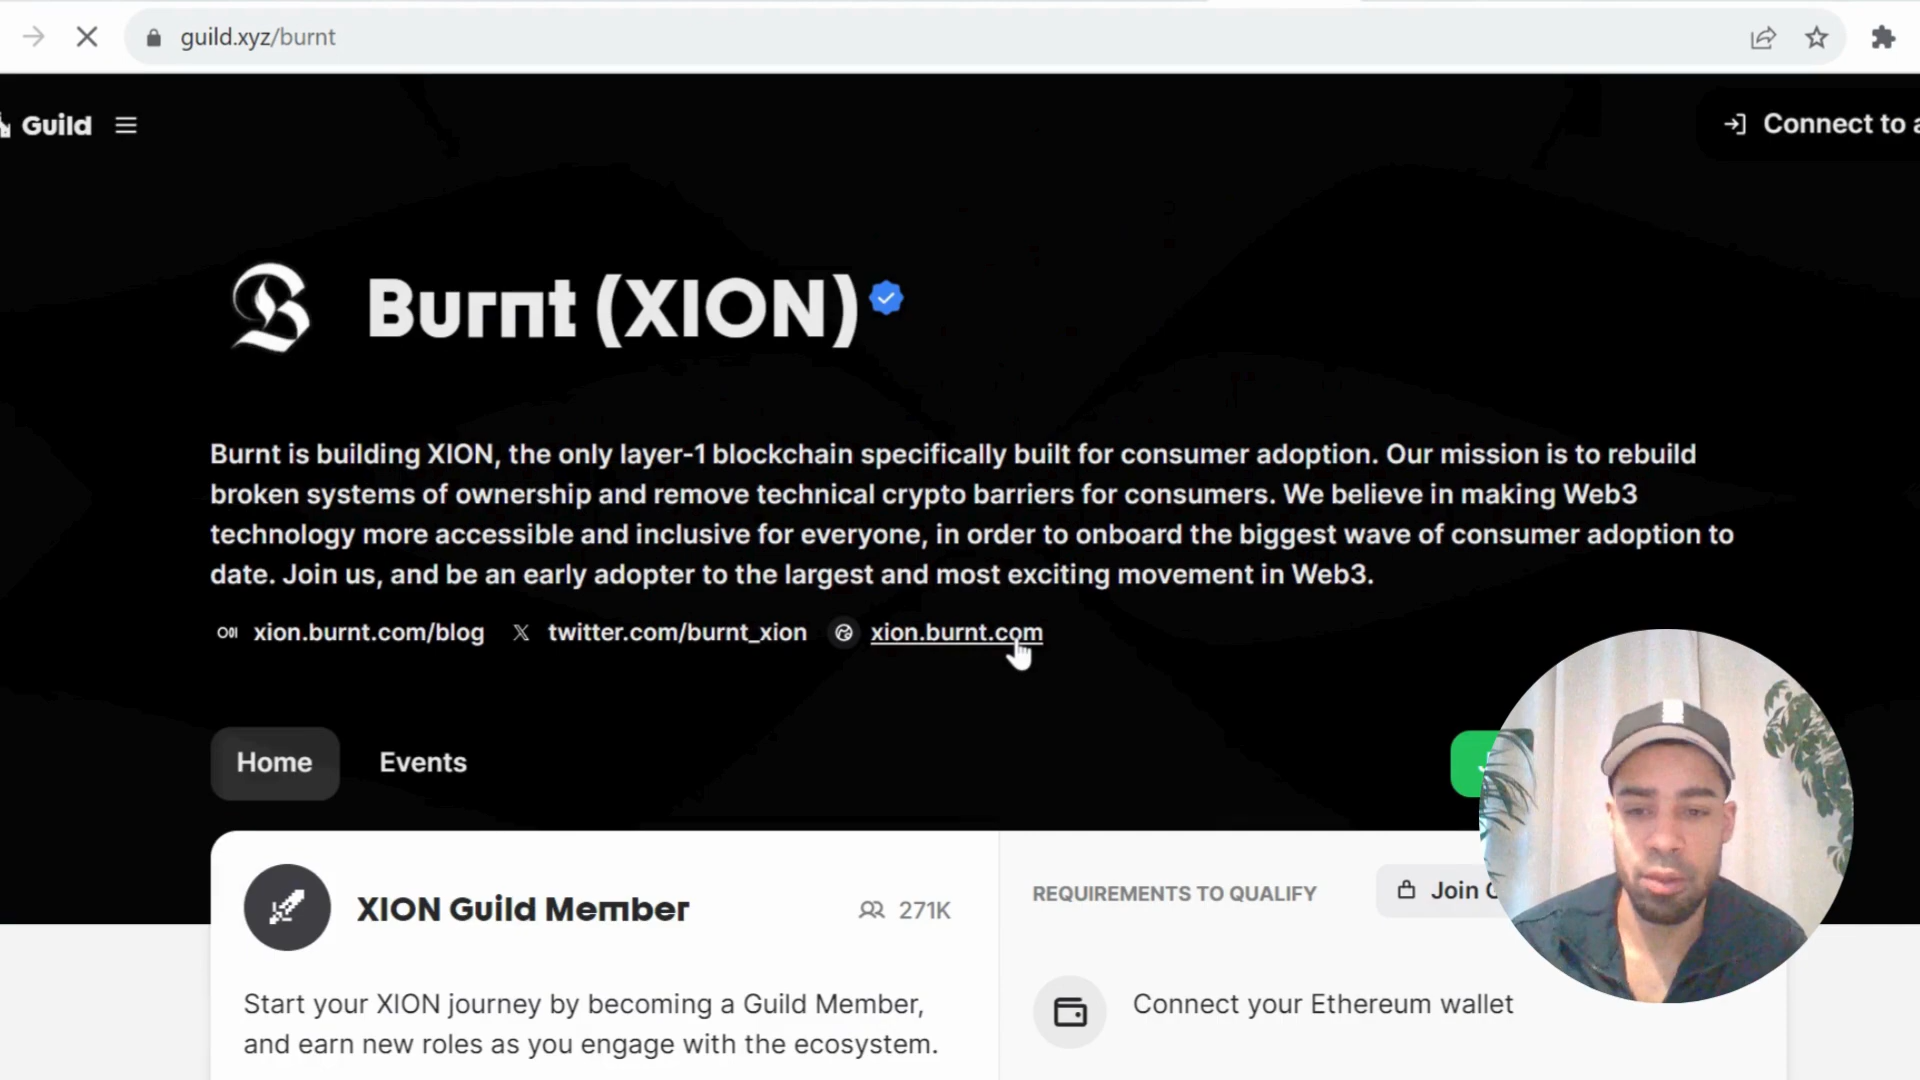 guild.xyz/burnt
Guild
Connect to a
Burnt (XION)
Burnt is building XION, the only layer-1 blockchain specifically built for consumer adoption. Our mission is to rebuild
broken systems of ownership and remove technical crypto barriers for consumers. We believe in making Web3
technology more accessible and inclusive for everyone, in order to onboard the biggest wave of consumer adoption to
date. Join us, and be an early adopter to the largest and most exciting movement in Web3.
xion.burnt.com/blog twitter.com/burnt_xion xion.burnt.com
Home Events
XION Guild Member 271K
REQUIREMENTS TO QUALIFY
Join
Start your XION journey by becoming a Guild Member,
and earn new roles as you engage with the ecosystem.
Connect your Ethereum wallet